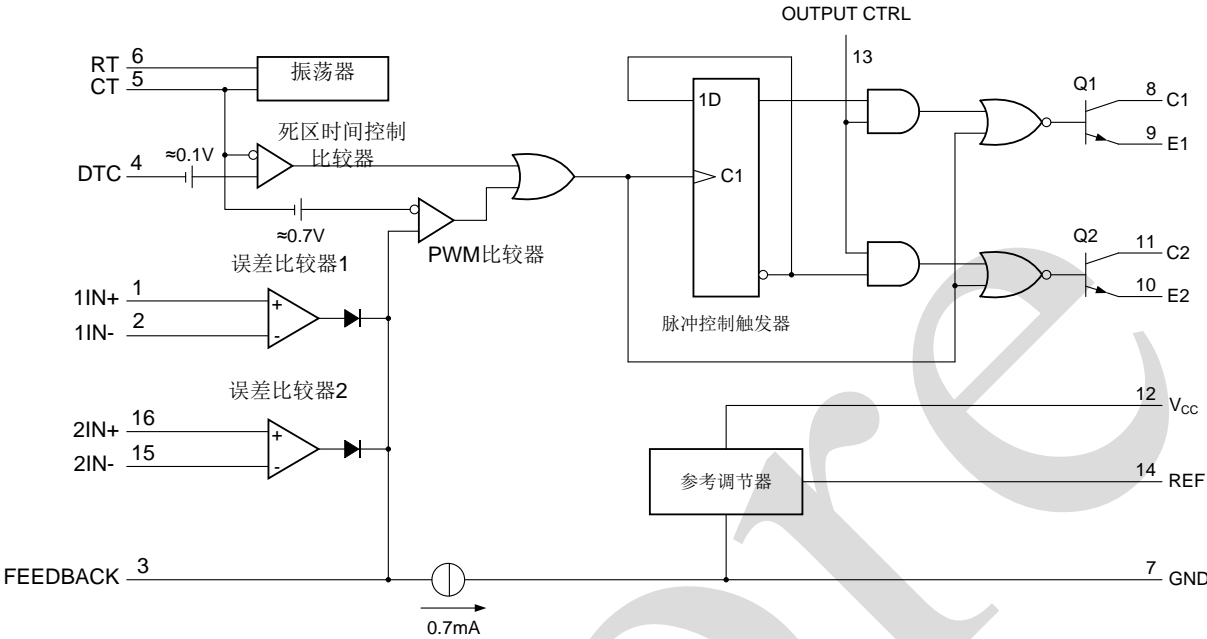 OUTPUT CTRL
13
RT 6
CT 5
振荡器
死区时间控制
比较器
≈0.1V
DTC 4
≈0.7V
PWM比较器
1D
C1
脉冲控制触发器
Q1
8 C1
9 E1
Q2
11 C2
10 E2
误差比较器1
1IN+ 1
1IN- 2
+
-
误差比较器2
2IN+ 16
2IN- 15
+
-
12 VCC
参考调节器
14 REF
FEEDBACK 3
7 GND
0.7mA